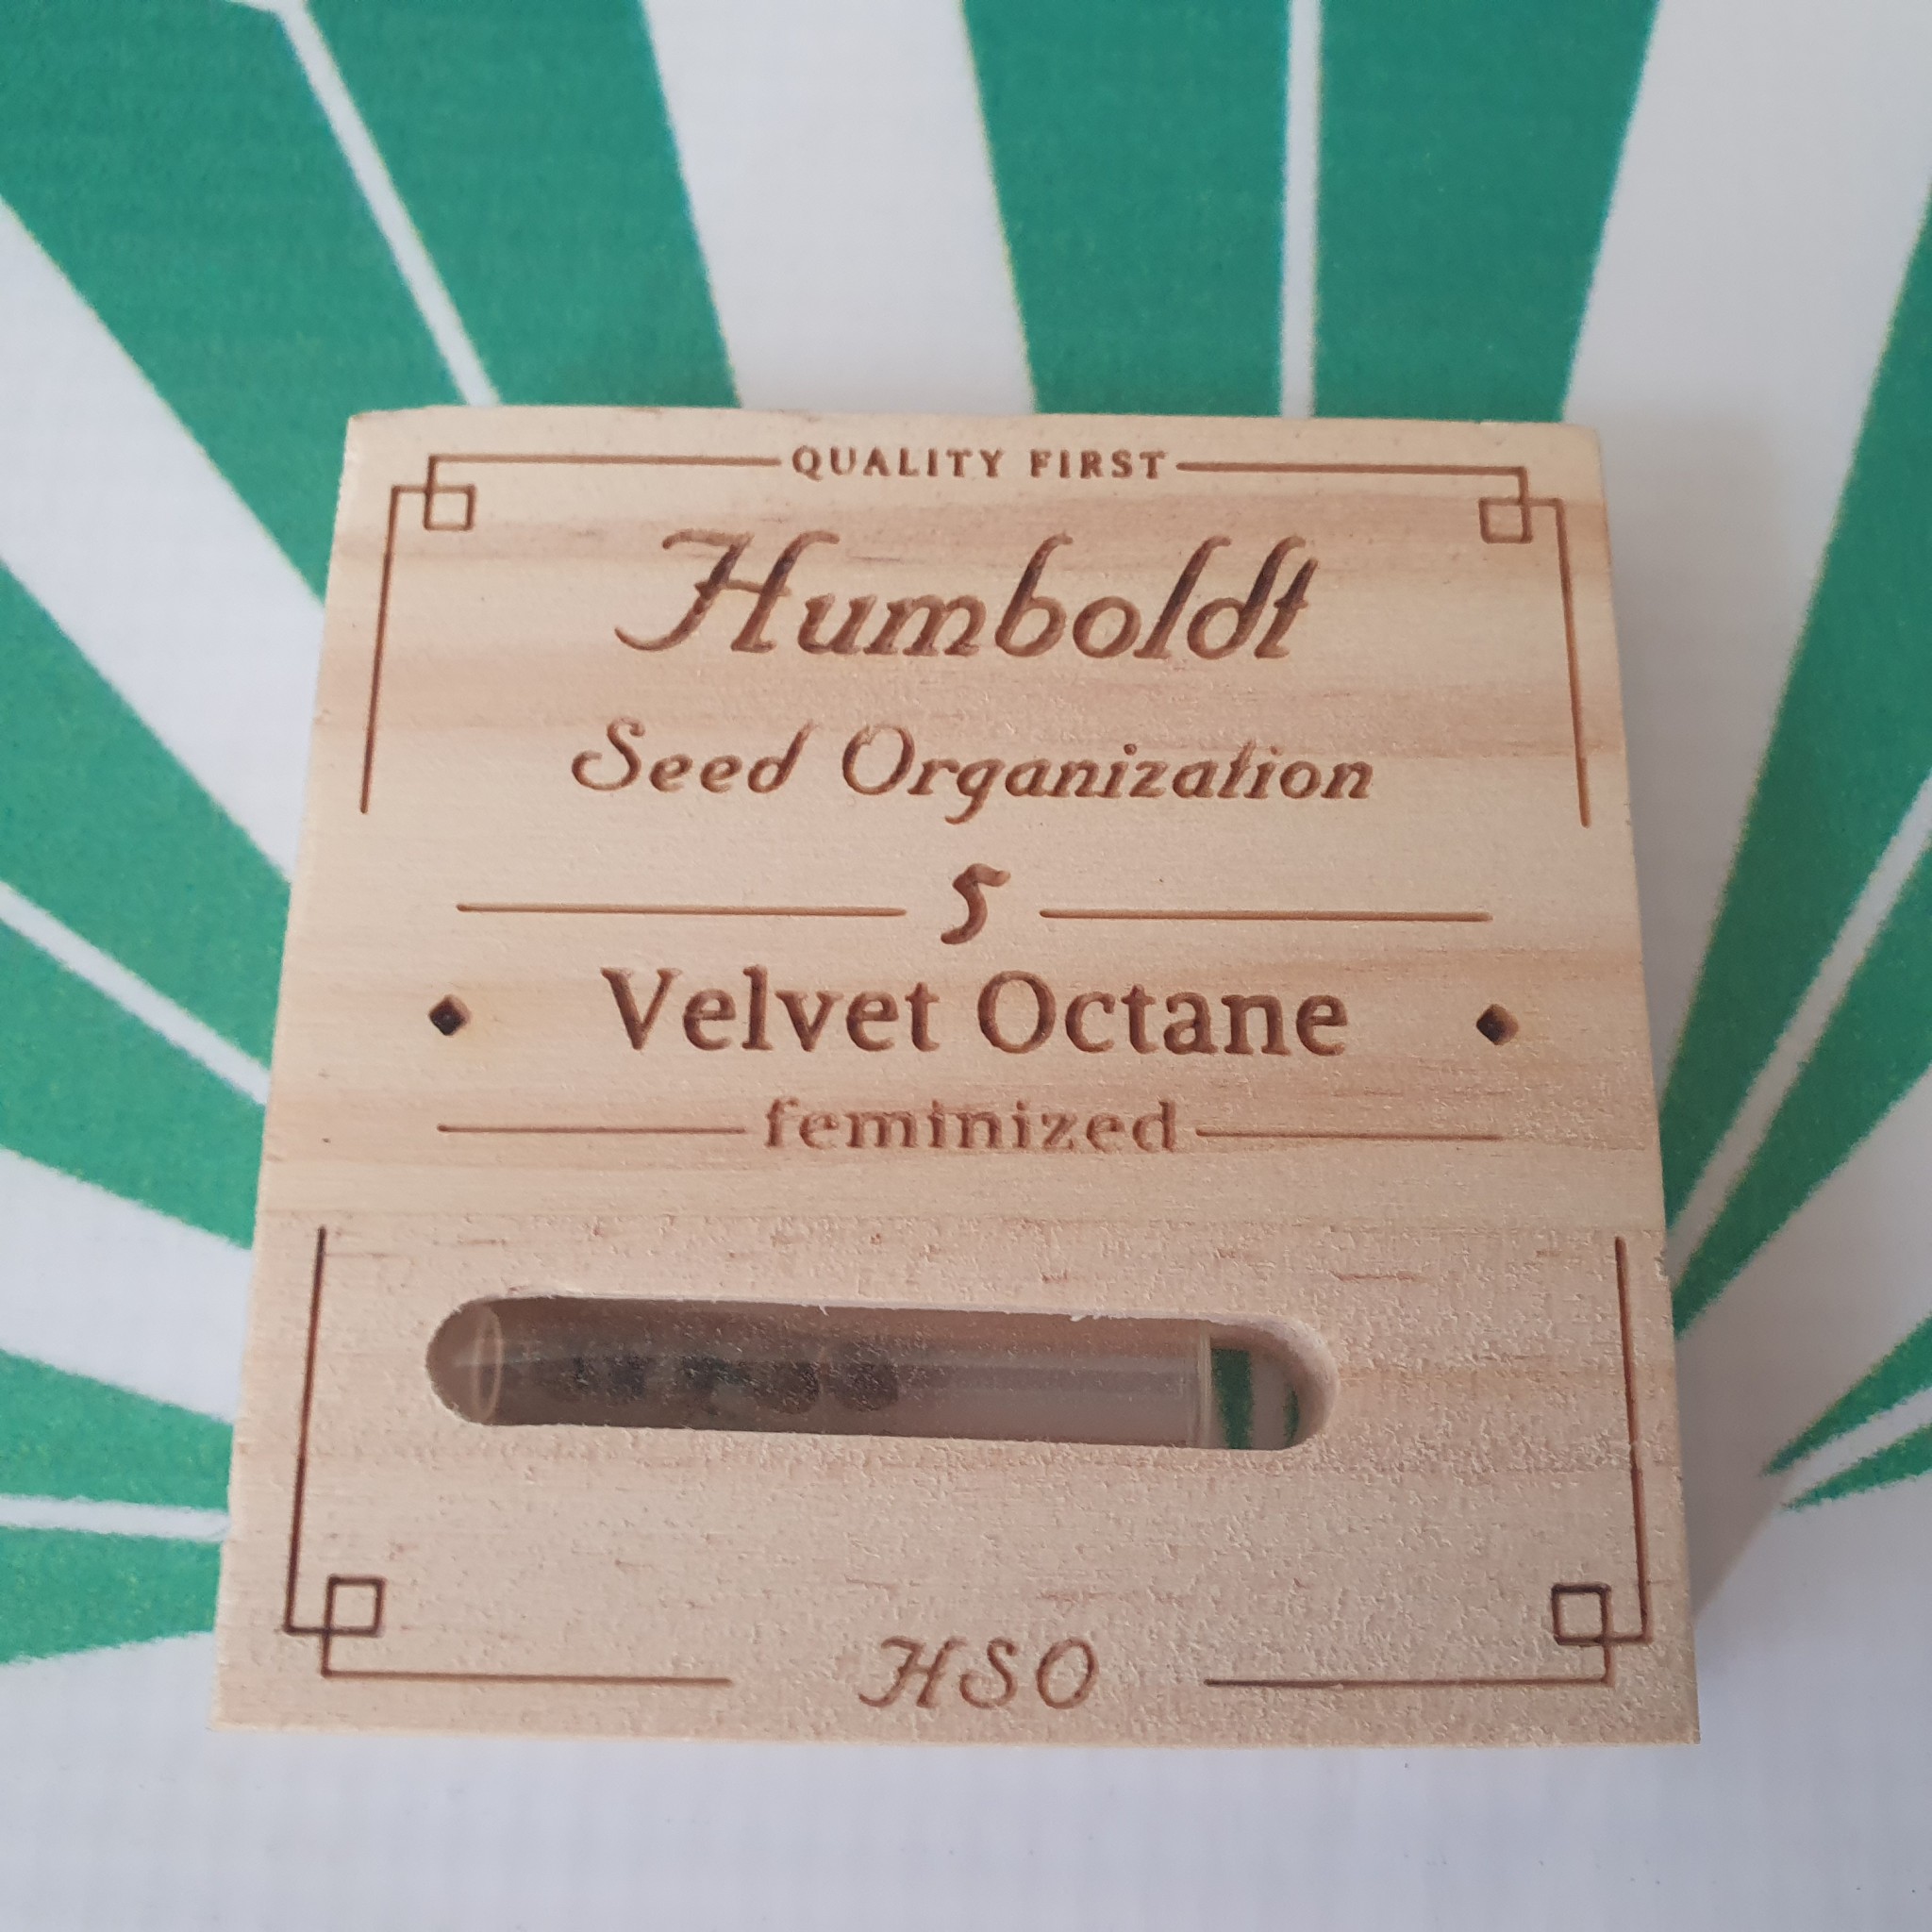 QUALITY FIRST
Humboldt
Seed Organization
5
Velvet Octane
feminized
HSO